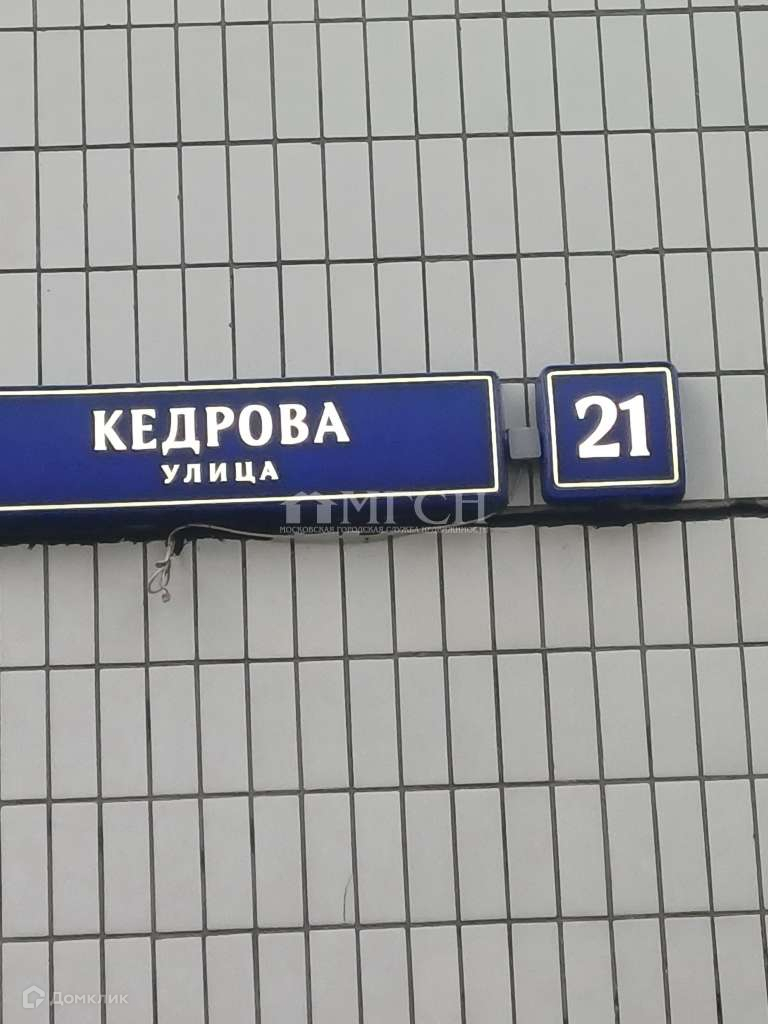 КЕДРОВА
УЛИЦА
21
МГСН
МОСКОВСКАЯ ГОРОДСКАЯ СЛУЖБА НЕДВИЖИМОСТИ
Домклик